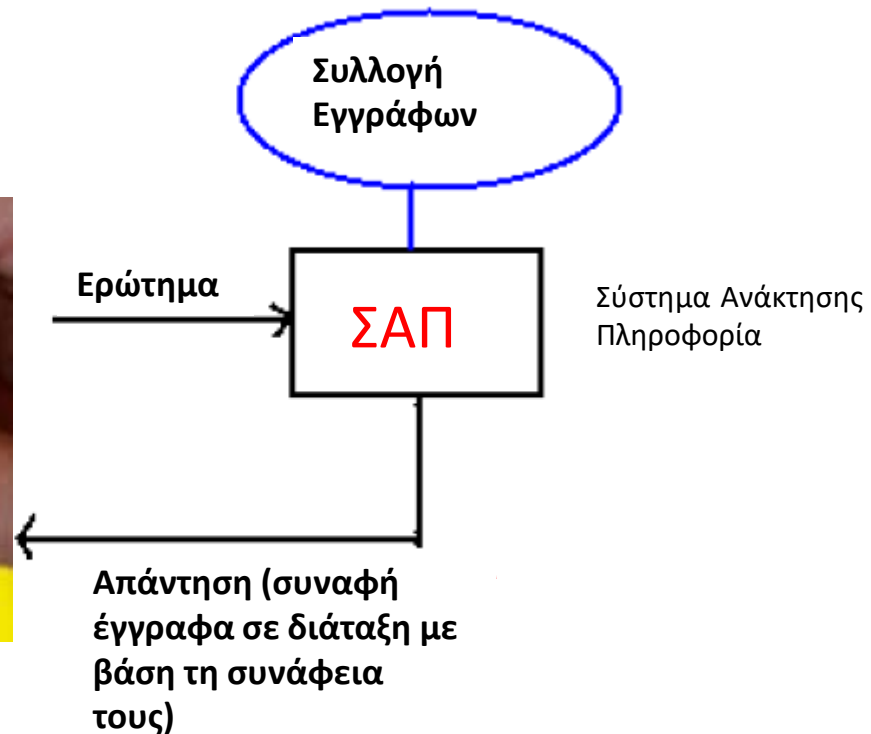 Συλλογή
Εγγράφων
Ερώτημα
ΣΑΠ
Σύστημα Ανάκτησης
Πληροφορία
Απάντηση (συναφή
έγγραφα σε διάταξη με
βάση τη συνάφεια
τους)